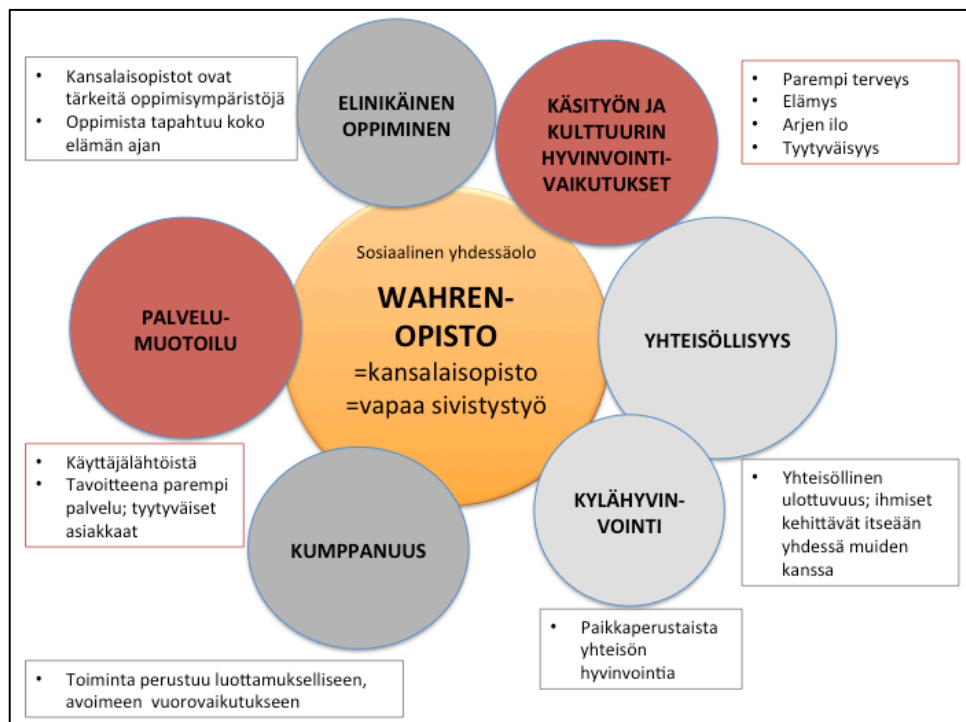 • Kansalaisopistot ovat
tärkeitä oppimisympäristöjä
• Oppimista tapahtuu koko
elämän ajan
ELINIKÄINEN
OPPIMINEN
KÄSITYÖN JA
KULTTUURIN
HYVINVOINTI-
VAIKUTUKSET
• Parempi terveys
• Elämys
• Arjen ilo
• Tyytyväisyys
Sosiaalinen yhdessäolo
WAHREN-
OPISTO
=kansalaisopisto
=vapaa sivistystyö
PALVELU-
MUOTOILU
YHTEISÖLLISYYS
• Käyttäjälähtöistä
• Tavoitteena parempi
palvelu; tyytyväiset
asiakkaat
KUMPPANUUS
KYLÄHYVIN-
VOINTI
• Yhteisöllinen
ulottuvuus; ihmiset
kehittävät itseään
yhdessä muiden
kanssa
• Paikkaperustaista
yhteisön
hyvinvointia
• Toiminta perustuu luottamukselliseen,
avoimeen vuorovaikutukseen